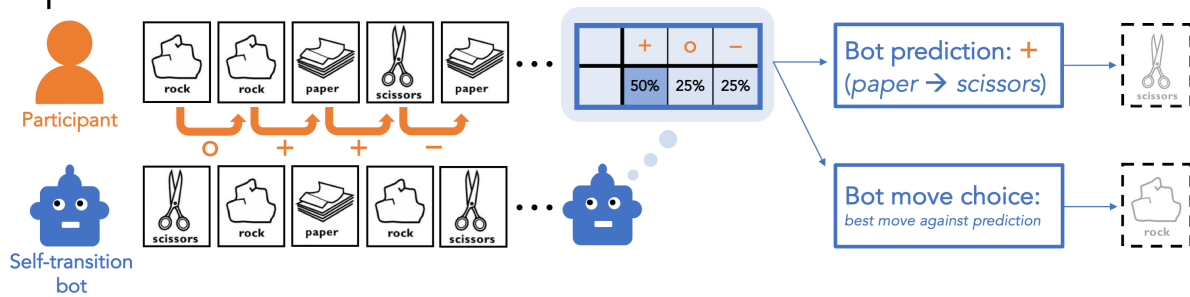 rock
rock
paper
scissors
paper
...
+ o −
50% 25% 25%
Bot prediction: +
(paper → scissors)
scissors
Participant
o + + −
scissors
rock
paper
rock
scissors
...
Bot move choice:
best move against prediction
rock
Self-transition
bot